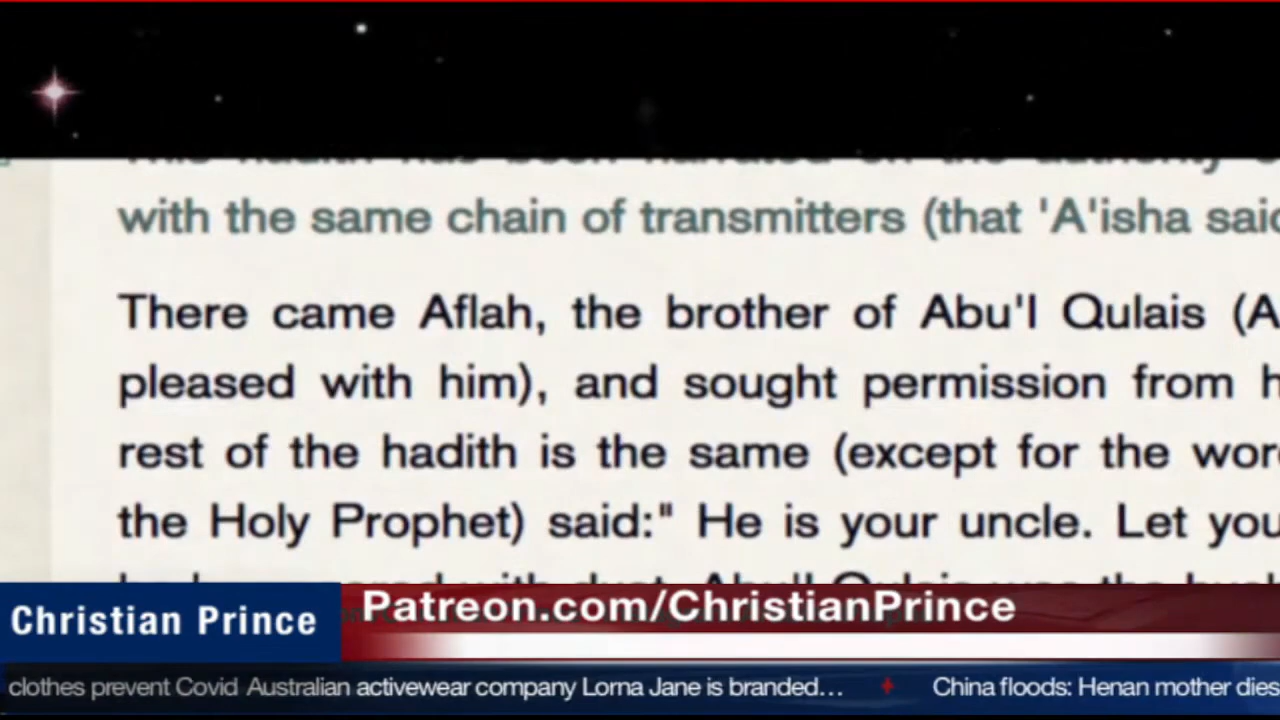 with the same chain of transmitters (that 'A'isha said
There came Aflah, the brother of Abu'l Qulais (A
pleased with him), and sought permission from h
rest of the hadith is the same (except for the wor
the Holy Prophet) said:" He is your uncle. Let you
Christian Prince
Patreon.com/ChristianPrince
clothes prevent Covid Australian activewear company Lorna Jane is branded... China floods: Henan mother dies